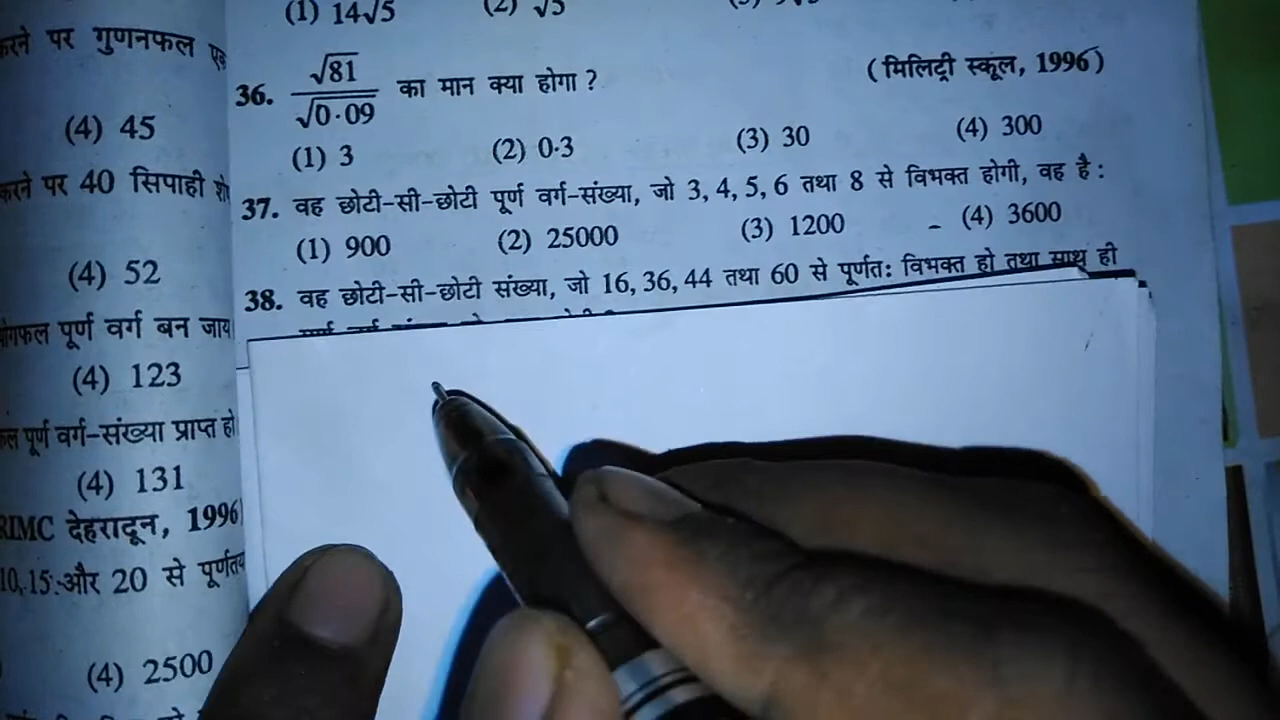 करने पर गुणनफल
(4) 45
करने पर 40 सिपाही
(4) 52
पूर्ण वर्ग बन जाय
(4) 123
पूर्ण वर्ग-संख्या प्राप्त हो
(4) 131
RIMC देहरादून, 1996)
10, 15 और 20 से
(4) 2500
(1) 14√5 (2) √5
36. √81 / √0·09 का मान क्या होगा ? (मिलिट्री स्कूल, 1996)
(1) 3 (2) 0·3 (3) 30 (4) 300
37. वह छोटी-सी-छोटी पूर्ण वर्ग-संख्या, जो 3, 4, 5, 6 तथा 8 से विभक्त होगी, वह है :
(1) 900 (2) 25000 (3) 1200 (4) 3600
38. वह छोटी-सी-छोटी संख्या, जो 16, 36, 44 तथा 60 से पूर्णतः विभक्त हो तथा साथ ही